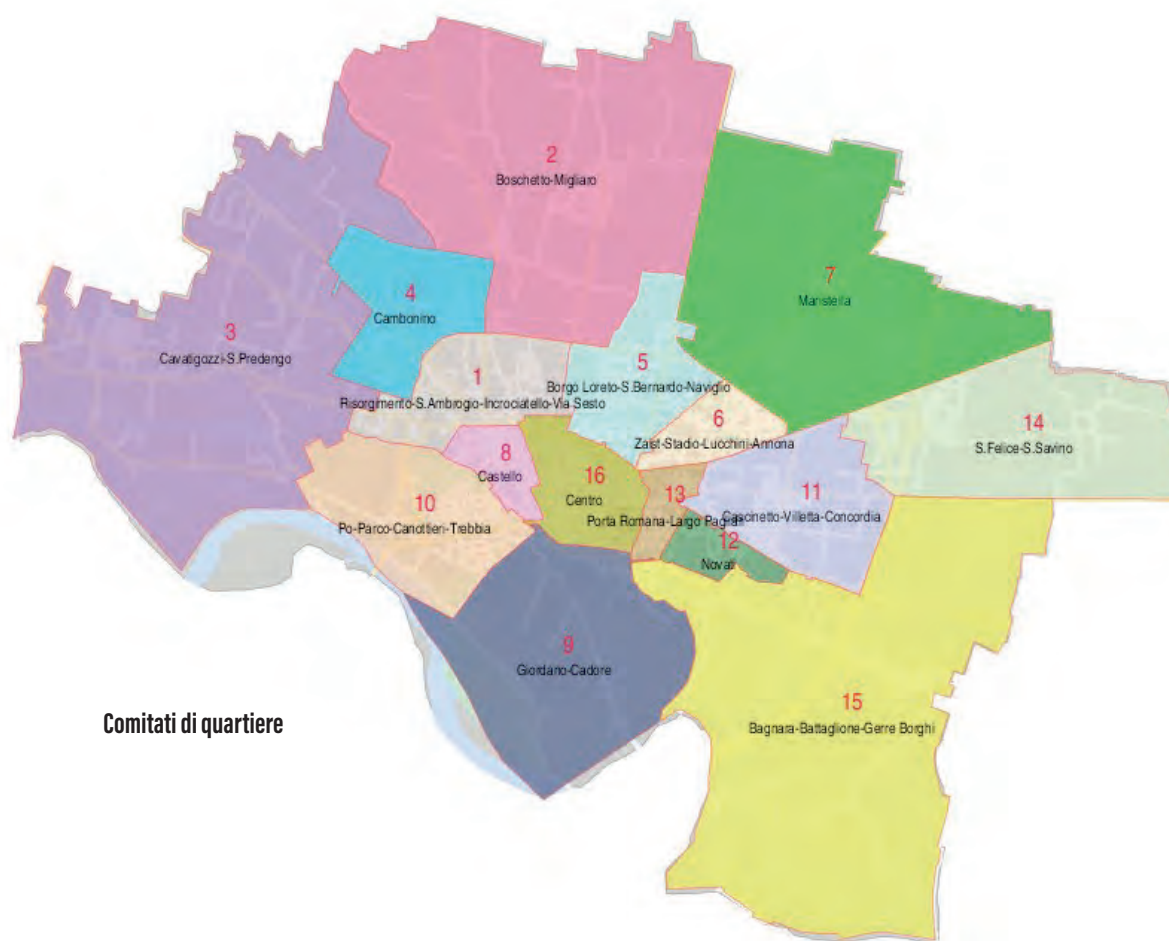 2
Boschetto-Migliaro
7
Maristella
4
Cambonino
3
Cavatigozzi-S.Predengo
1
Risorgimento-S.Ambrogio-Incrociatello-Via Sesto
5
Borgo Loreto-S.Bernardo-Naviglio
6
Zaist-Stadio-Lucchini-Annona
14
S.Felice-S.Savino
8
Castello
16
Centro
13
Porta Romana-Largo Pagliari
11
Cascinetto-Villetta-Concordia
10
Po-Parco-Canottieri-Trebbia
12
Novati
9
Giordano-Cadore
15
Bagnara-Battaglione-Gerre Borghi
Comitati di quartiere